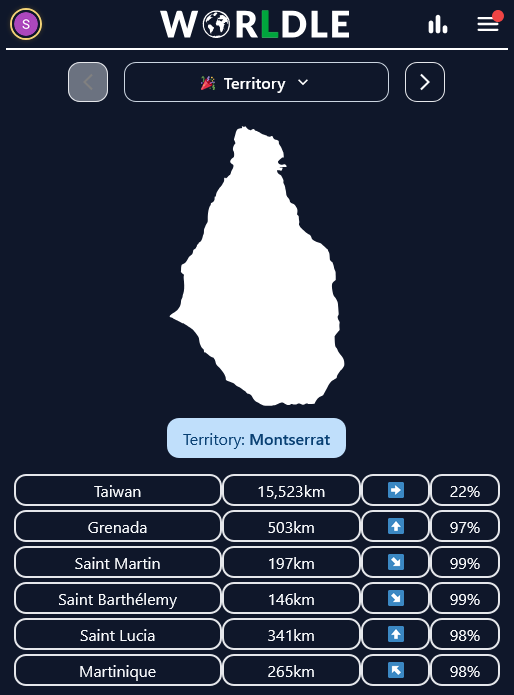 S
WORLDLE
Territory
Territory: Montserrat
Taiwan 15,523km 22%
Grenada 503km 97%
Saint Martin 197km 99%
Saint Barthélemy 146km 99%
Saint Lucia 341km 98%
Martinique 265km 98%